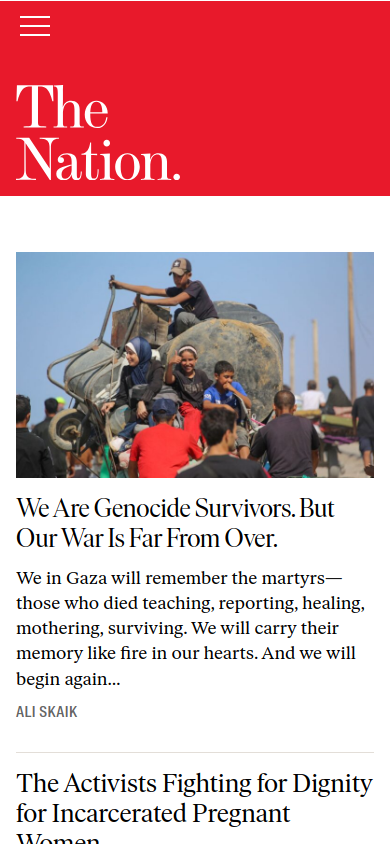 The
Nation.
We Are Genocide Survivors. But
Our War Is Far From Over.
We in Gaza will remember the martyrs—
those who died teaching, reporting, healing,
mothering, surviving. We will carry their
memory like fire in our hearts. And we will
begin again...
ALI SKAIK
The Activists Fighting for Dignity
for Incarcerated Pregnant
Women